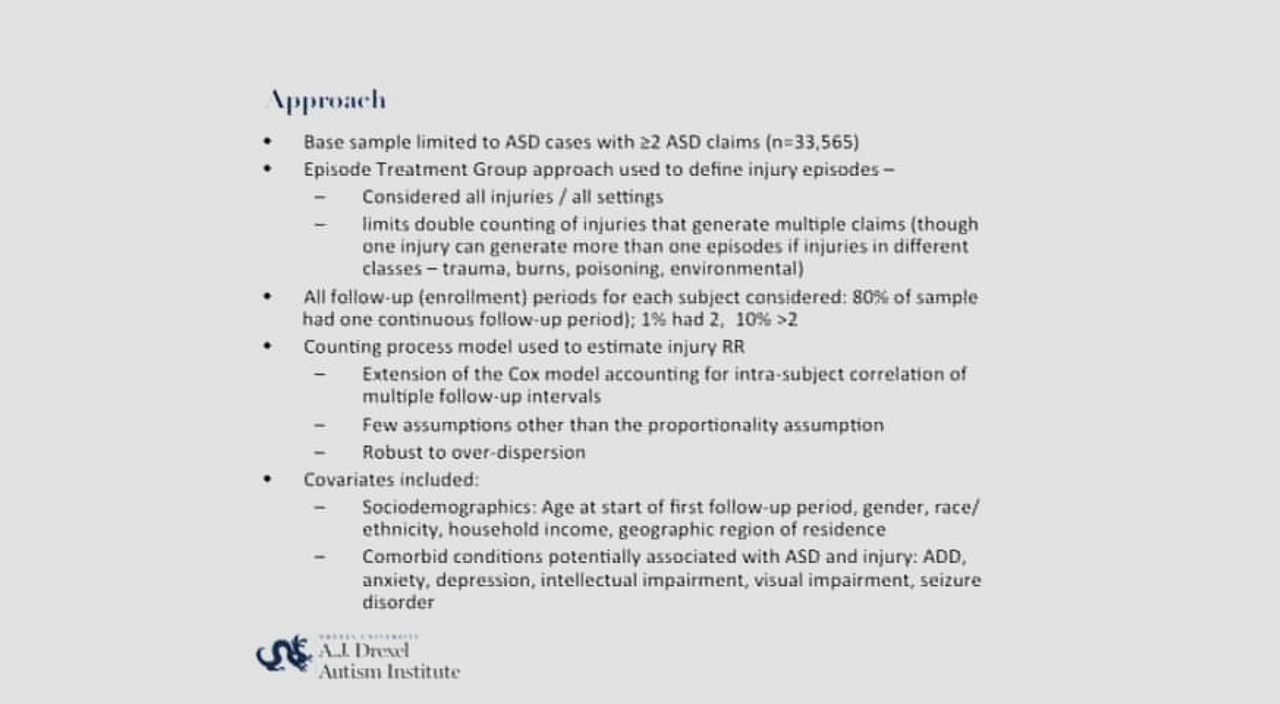 Approach
• Base sample limited to ASD cases with ≥2 ASD claims (n=33,565)
• Episode Treatment Group approach used to define injury episodes –
– Considered all injuries / all settings
– limits double counting of injuries that generate multiple claims (though
one injury can generate more than one episodes if injuries in different
classes – trauma, burns, poisoning, environmental)
• All follow-up (enrollment) periods for each subject considered: 80% of sample
had one continuous follow-up period); 1% had 2, 10% >2
• Counting process model used to estimate injury RR
– Extension of the Cox model accounting for intra-subject correlation of
multiple follow-up intervals
– Few assumptions other than the proportionality assumption
– Robust to over-dispersion
• Covariates included:
– Sociodemographics: Age at start of first follow-up period, gender, race/
ethnicity, household income, geographic region of residence
– Comorbid conditions potentially associated with ASD and injury: ADD,
anxiety, depression, intellectual impairment, visual impairment, seizure
disorder
DREXEL UNIVERSITY
A.J. Drexel
Autism Institute